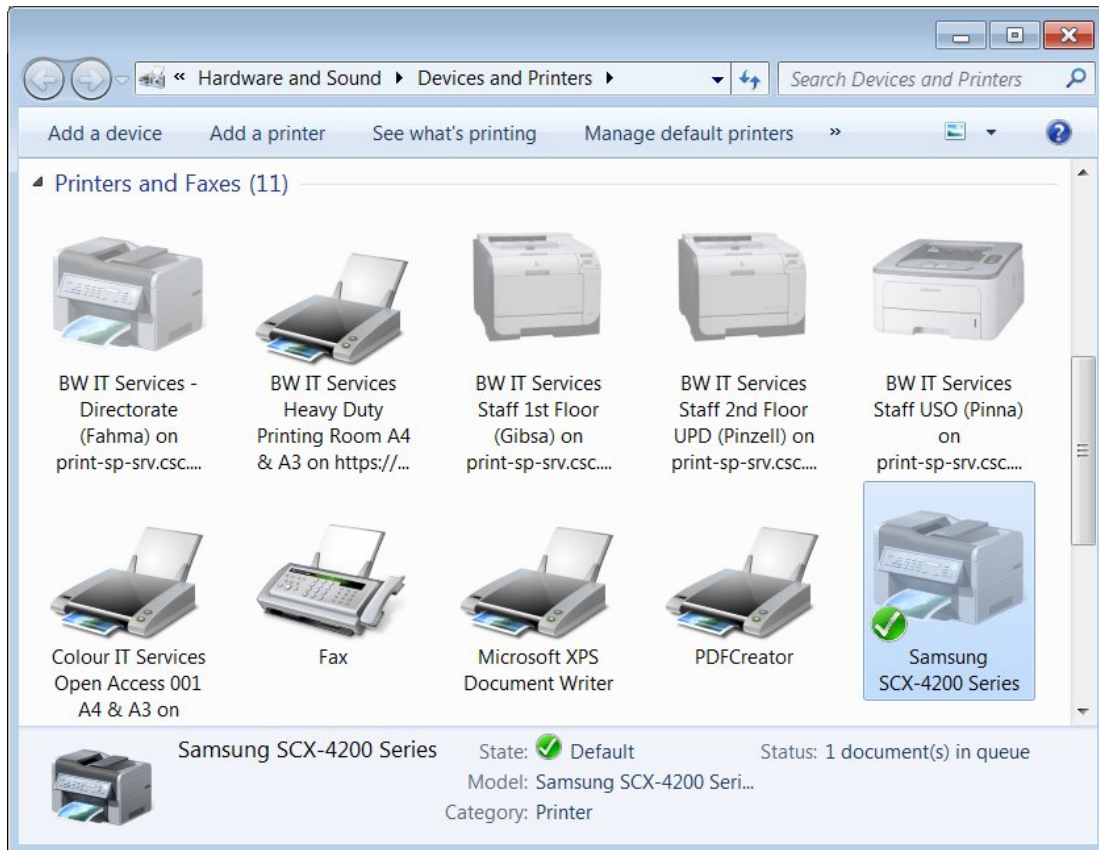 « Hardware and Sound ▸ Devices and Printers ▸
Search Devices and Printers
Add a device Add a printer See what's printing Manage default printers »
Printers and Faxes (11)
BW IT Services -
Directorate
(Fahma) on
print-sp-srv.csc....
BW IT Services
Heavy Duty
Printing Room A4
& A3 on https://...
BW IT Services
Staff 1st Floor
(Gibsa) on
print-sp-srv.csc....
BW IT Services
Staff 2nd Floor
UPD (Pinzell) on
print-sp-srv.csc....
BW IT Services
Staff USO (Pinna)
on
print-sp-srv.csc....
Colour IT Services
Open Access 001
A4 & A3 on
Fax
Microsoft XPS
Document Writer
PDFCreator
Samsung
SCX-4200 Series
Samsung SCX-4200 Series State: Default Status: 1 document(s) in queue
Model: Samsung SCX-4200 Seri...
Category: Printer